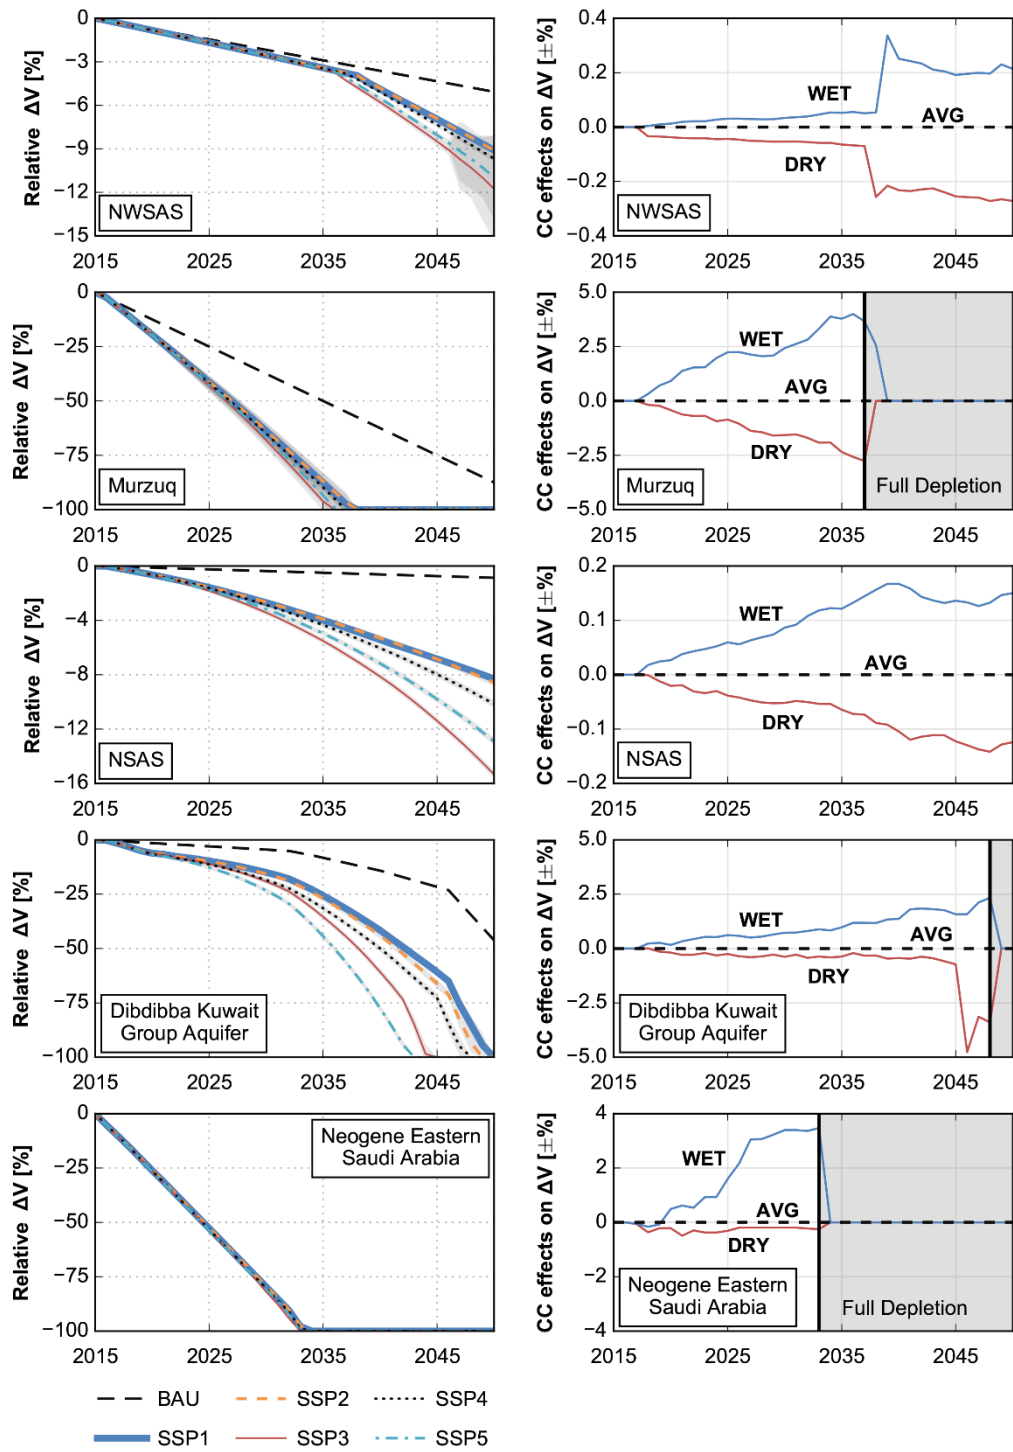 Relative ΔV [%]
0
−3
−6
−9
−12
−15
NWSAS
2015 2025 2035 2045
CC effects on ΔV [±%]
0.4
0.2
0.0
−0.2
−0.4
WET
AVG
DRY
NWSAS
2015 2025 2035 2045
Relative ΔV [%]
0
−25
−50
−75
−100
Murzuq
2015 2025 2035 2045
CC effects on ΔV [±%]
5.0
2.5
0.0
−2.5
−5.0
WET
AVG
DRY
Murzuq
Full Depletion
2015 2025 2035 2045
Relative ΔV [%]
0
−4
−8
−12
−16
NSAS
2015 2025 2035 2045
CC effects on ΔV [±%]
0.2
0.1
0.0
−0.1
−0.2
WET
AVG
DRY
NSAS
2015 2025 2035 2045
Relative ΔV [%]
0
−25
−50
−75
−100
Dibdibba Kuwait
Group Aquifer
2015 2025 2035 2045
CC effects on ΔV [±%]
5.0
2.5
0.0
−2.5
−5.0
WET
AVG
DRY
Dibdibba Kuwait
Group Aquifer
2015 2025 2035 2045
Relative ΔV [%]
0
−25
−50
−75
−100
Neogene Eastern
Saudi Arabia
2015 2025 2035 2045
CC effects on ΔV [±%]
4
2
0
−2
−4
WET
AVG
DRY
Neogene Eastern
Saudi Arabia
Full Depletion
2015 2025 2035 2045
BAU SSP2 SSP4
SSP1 SSP3 SSP5